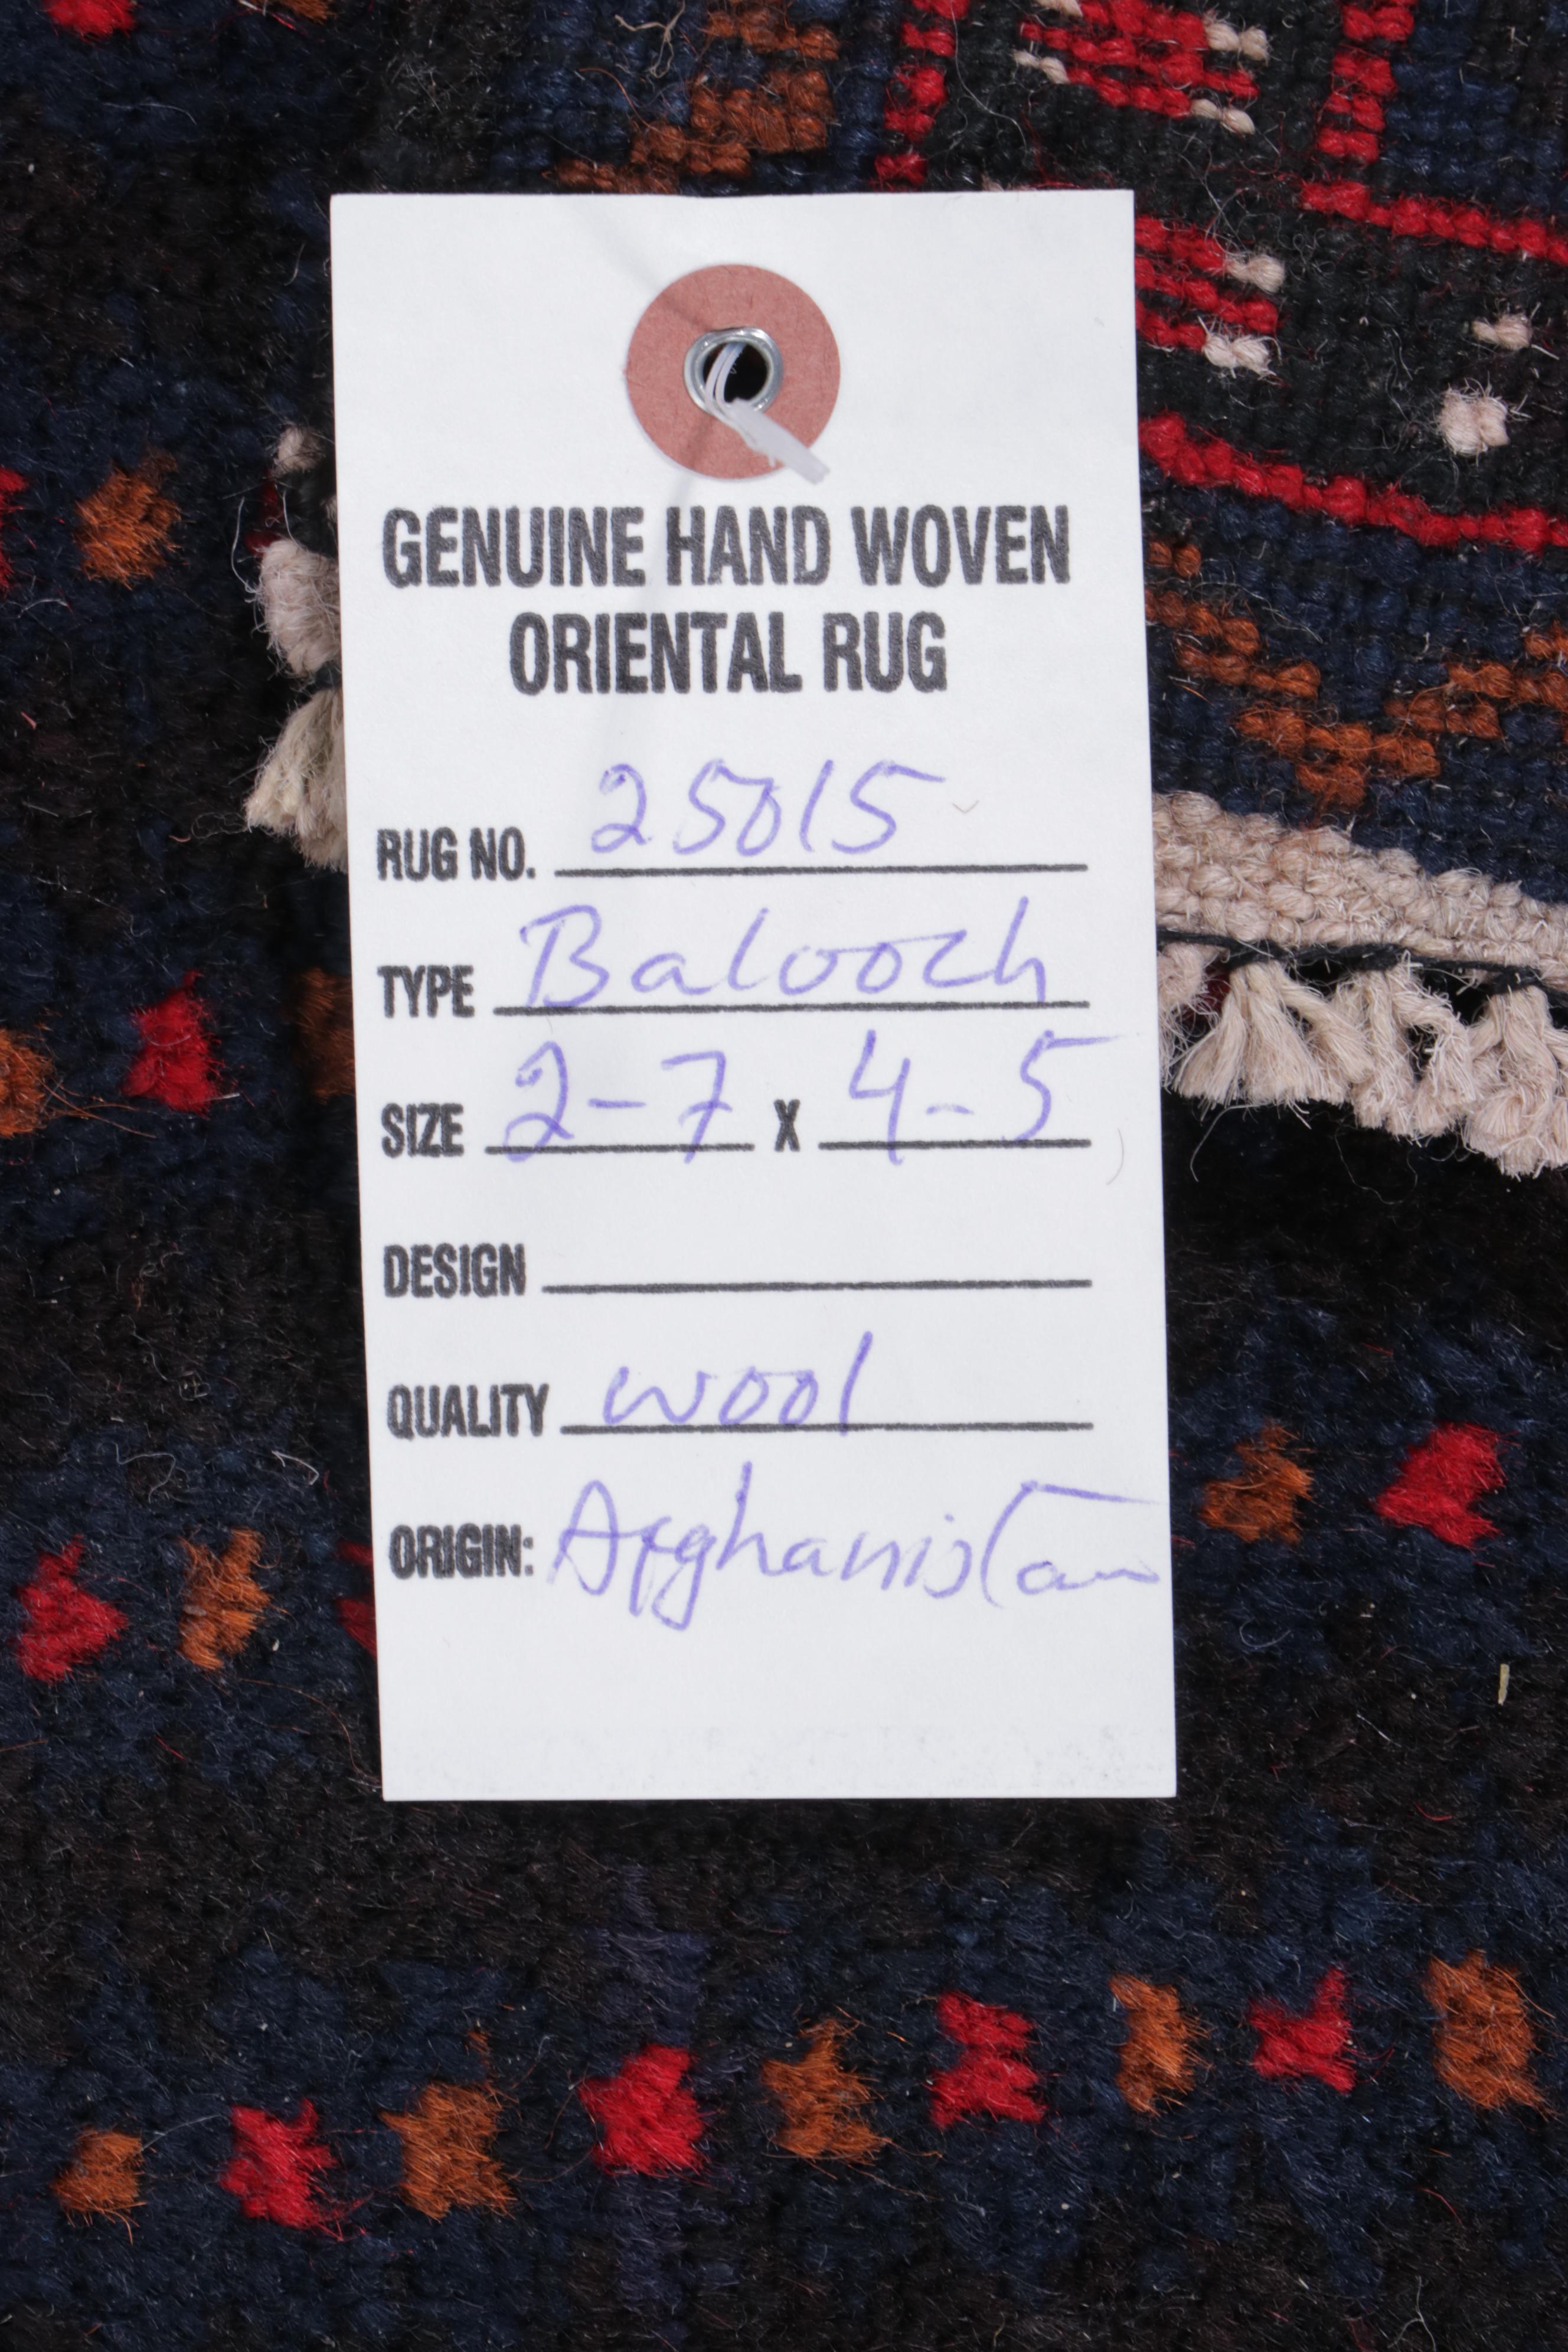 GENUINE HAND WOVEN
ORIENTAL RUG
RUG NO. 25015
TYPE Balooch
SIZE 2-7 X 4-5
DESIGN
QUALITY wool
ORIGIN: Afghanistan